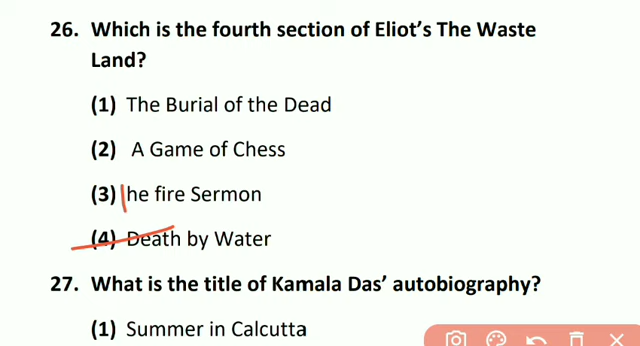 26. Which is the fourth section of Eliot’s The Waste
Land?
(1) The Burial of the Dead
(2) A Game of Chess
(3) he fire Sermon
(4) Death by Water
27. What is the title of Kamala Das’ autobiography?
(1) Summer in Calcutta